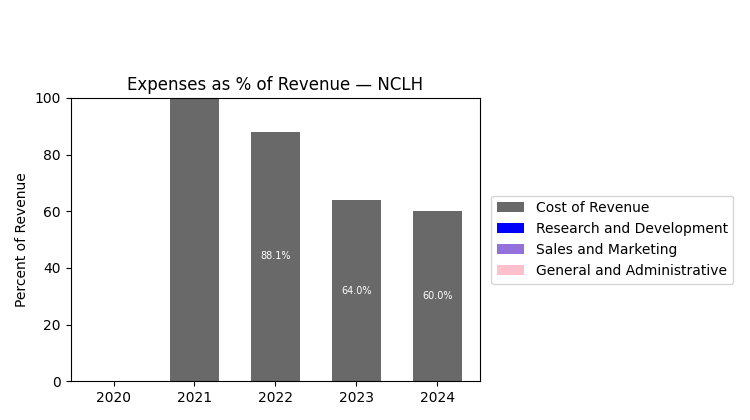 Expenses as % of Revenue — NCLH
Percent of Revenue
100
80
60
40
20
0
88.1%
64.0%
60.0%
2020
2021
2022
2023
2024
Cost of Revenue
Research and Development
Sales and Marketing
General and Administrative